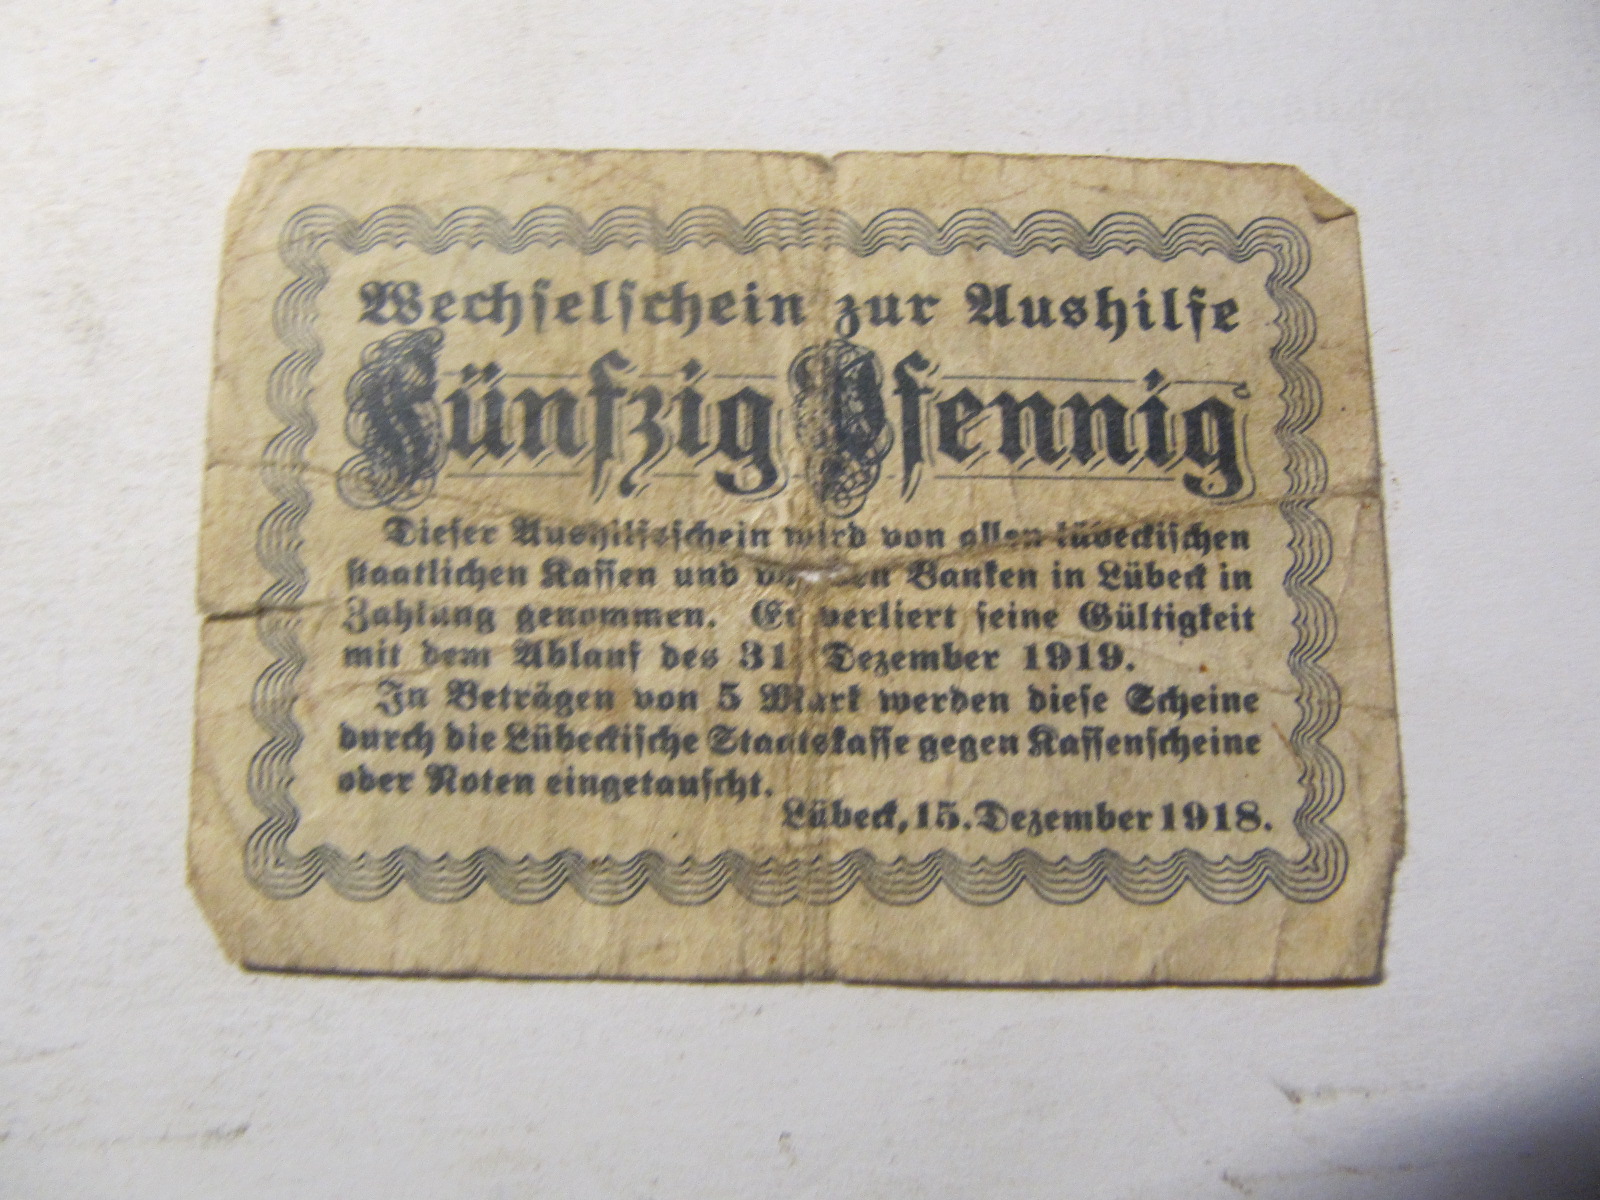 Wechselschein zur Aushilfe
Fünfzig Pfennig
Dieser Aushilfsschein wird von allen lübeckischen
staatlichen Kassen und von den Banken in Lübeck in
Zahlung genommen. Er verliert seine Gültigkeit
mit dem Ablauf des 31. Dezember 1919.
In Beträgen von 5 Mark werden diese Scheine
durch die Lübeckische Staatskasse gegen Kassenscheine
oder Noten eingetauscht.
Lübeck, 15. Dezember 1918.